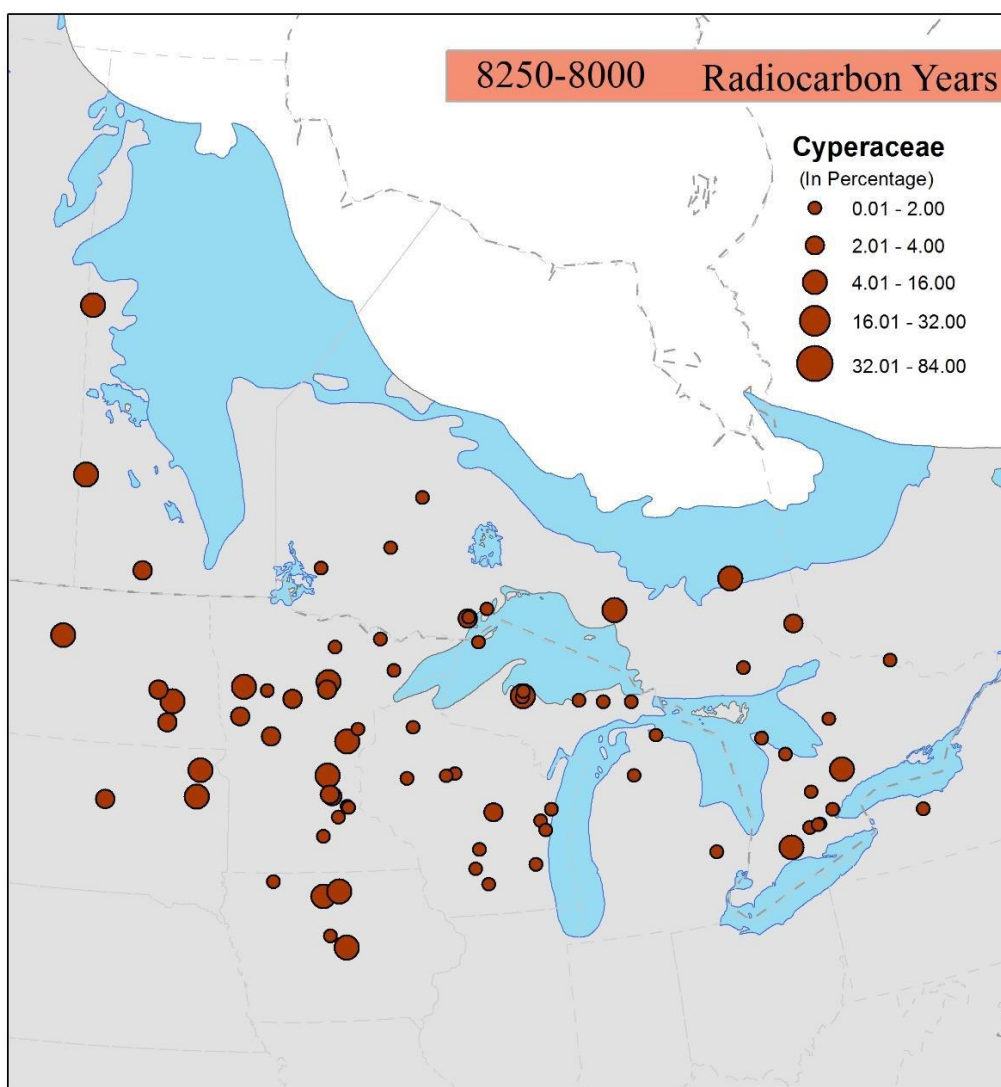 8250-8000 Radiocarbon Years
Cyperaceae
(In Percentage)
0.01 - 2.00
2.01 - 4.00
4.01 - 16.00
16.01 - 32.00
32.01 - 84.00